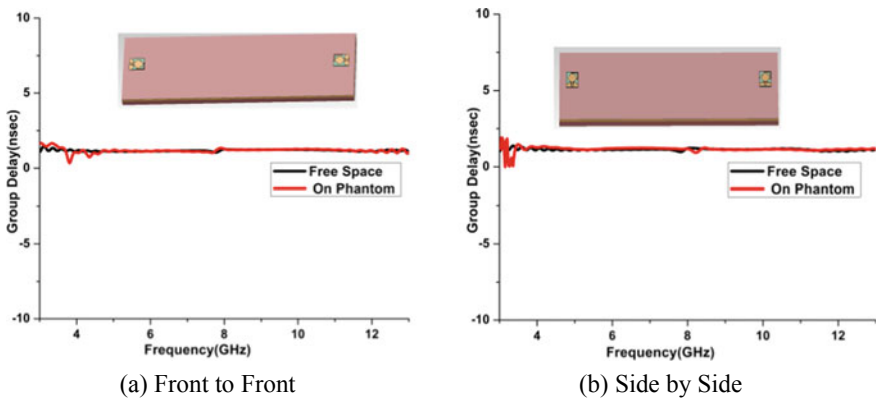 10
5
0
-5
-10
Group Delay(nsec)
Free Space
On Phantom
4 6 8 10 12
Frequency(GHz)
(a) Front to Front
10
5
0
-5
-10
Group Delay(nsec)
Free Space
On Phantom
4 6 8 10 12
Frequency(GHz)
(b) Side by Side